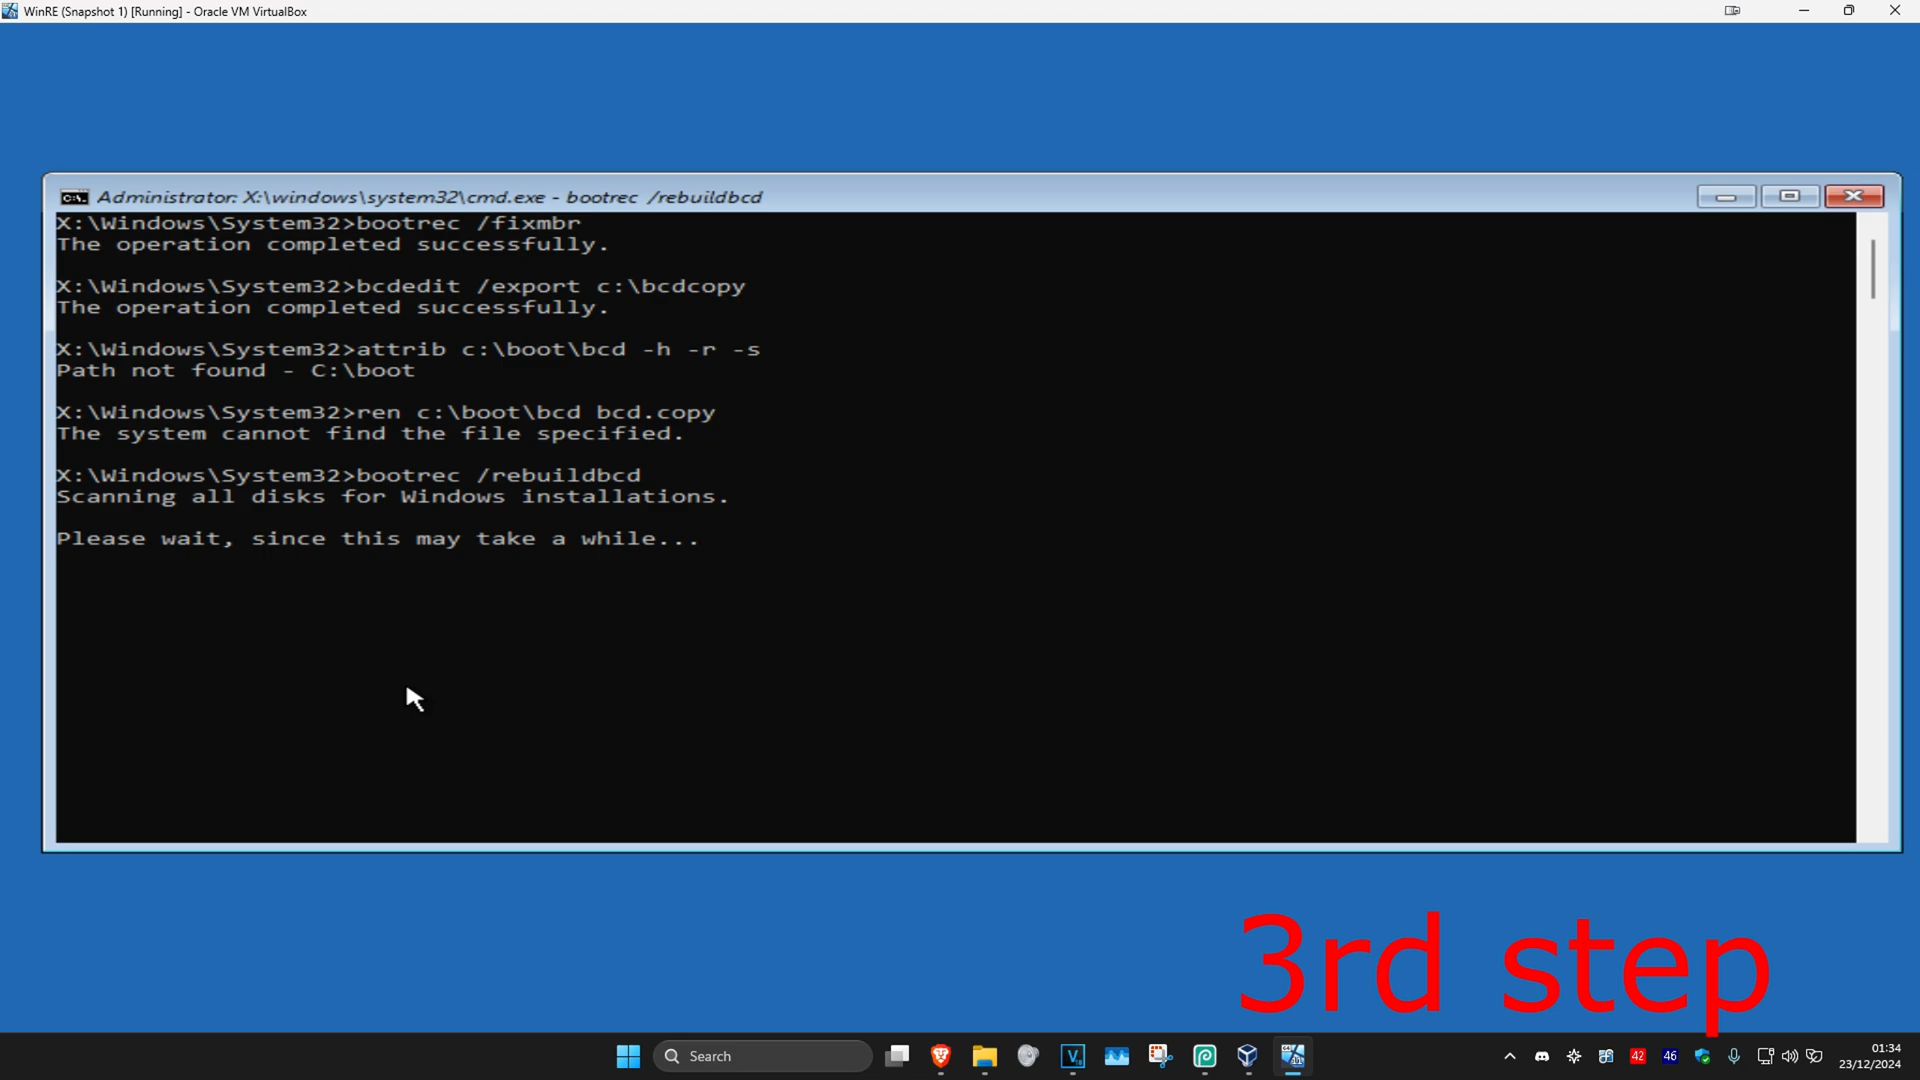 WinRE (Snapshot 1) [Running] - Oracle VM VirtualBox
Administrator: X:\windows\system32\cmd.exe - bootrec /rebuildbcd
X:\Windows\System32>bootrec /fixmbr
The operation completed successfully.
X:\Windows\System32>bcdedit /export c:\bcdcopy
The operation completed successfully.
X:\Windows\System32>attrib c:\boot\bcd -h -r -s
Path not found - C:\boot
X:\Windows\System32>ren c:\boot\bcd bcd.copy
The system cannot find the file specified.
X:\Windows\System32>bootrec /rebuildbcd
Scanning all disks for Windows installations.
Please wait, since this may take a while...
3rd step
Search
42
46
01:34
23/12/2024